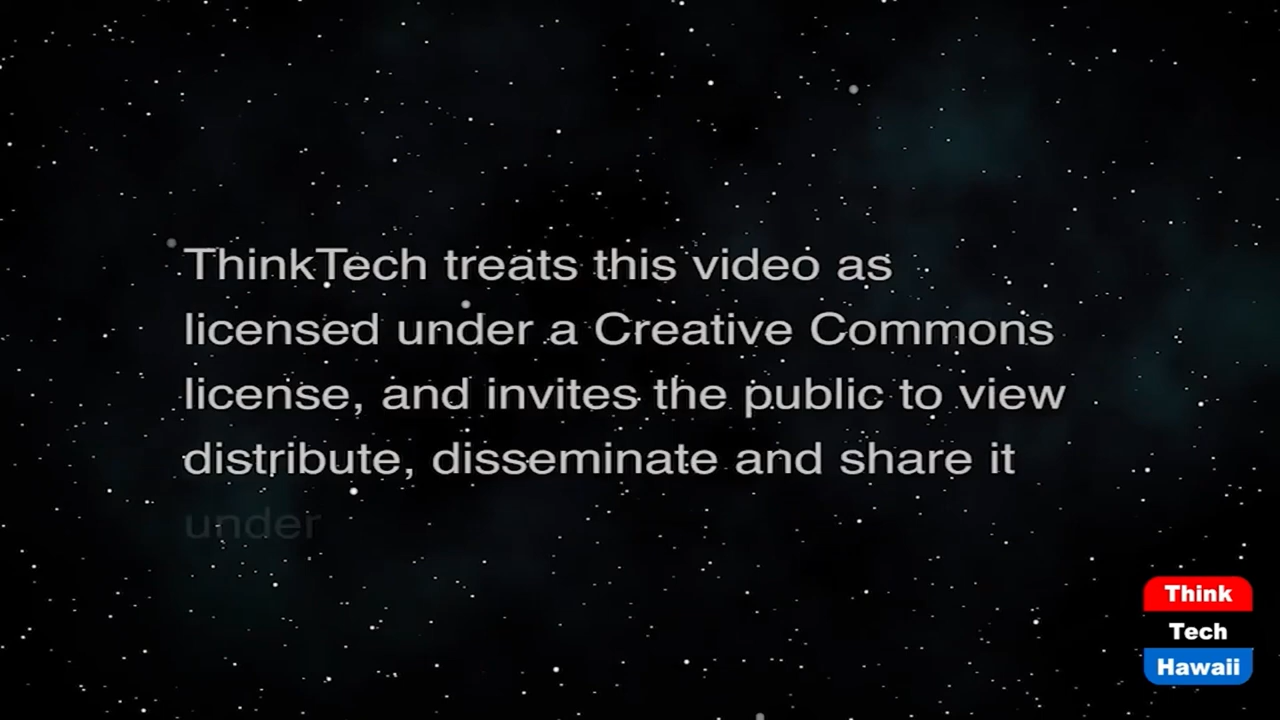 ThinkTech treats this video as
licensed under a Creative Commons
license, and invites the public to view
distribute, disseminate and share it
under
Think
Tech
Hawaii